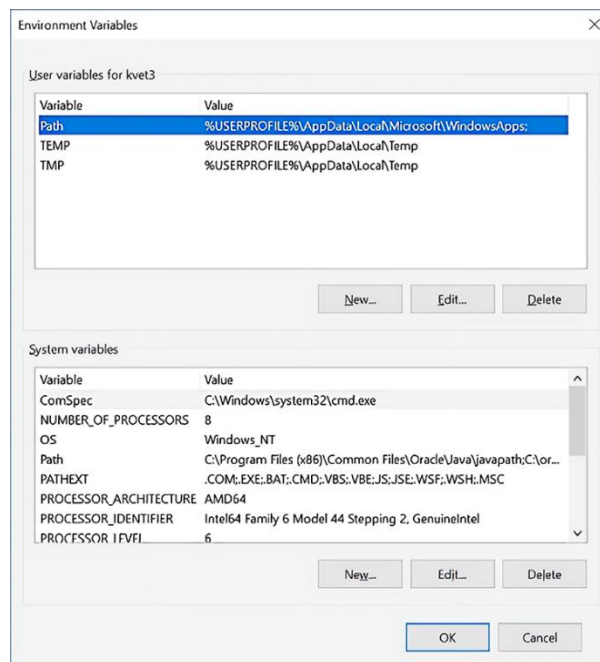 Environment Variables
User variables for kvet3
Variable Value
Path %USERPROFILE%\AppData\Local\Microsoft\WindowsApps;
TEMP %USERPROFILE%\AppData\Local\Temp
TMP %USERPROFILE%\AppData\Local\Temp
New... Edit... Delete
System variables
Variable Value
ComSpec C:\Windows\system32\cmd.exe
NUMBER_OF_PROCESSORS 8
OS Windows_NT
Path C:\Program Files (x86)\Common Files\Oracle\Java\javapath;C:\or...
PATHEXT .COM;.EXE;.BAT;.CMD;.VBS;.VBE;.JS;.JSE;.WSF;.WSH;.MSC
PROCESSOR_ARCHITECTURE AMD64
PROCESSOR_IDENTIFIER Intel64 Family 6 Model 44 Stepping 2, GenuineIntel
PROCESSOR_LEVEL 6
New... Edit... Delete
OK Cancel